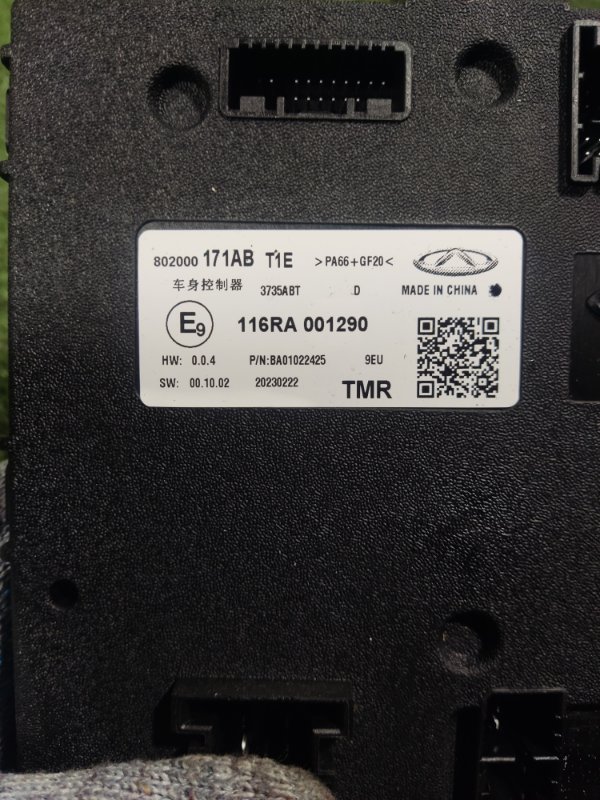 802000 171AB T1E >PA66+GF20<
车身控制器 3735ABT D MADE IN CHINA
E9 116RA 001290
HW: 0.0.4 P/N:BA01022425 9EU
SW: 00.10.02 20230222 TMR